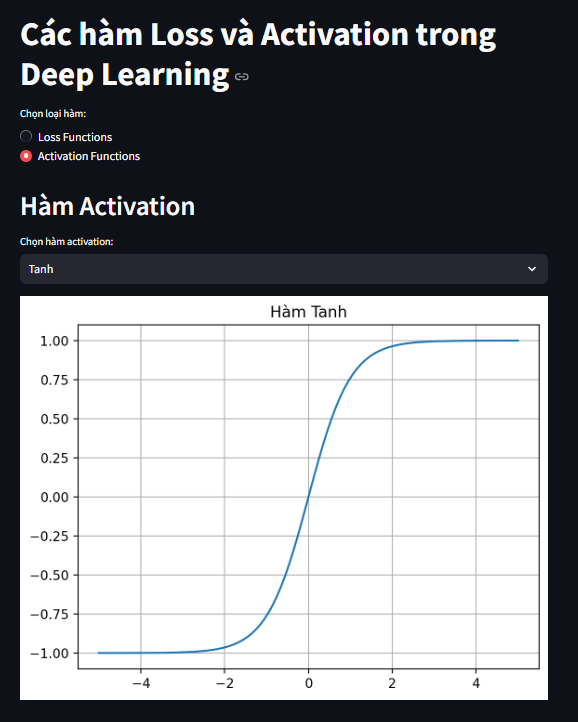 Các hàm Loss và Activation trong
Deep Learning
Chọn loại hàm:
Loss Functions
Activation Functions
Hàm Activation
Chọn hàm activation:
Tanh
Hàm Tanh
1.00
0.75
0.50
0.25
0.00
−0.25
−0.50
−0.75
−1.00
−4 −2 0 2 4